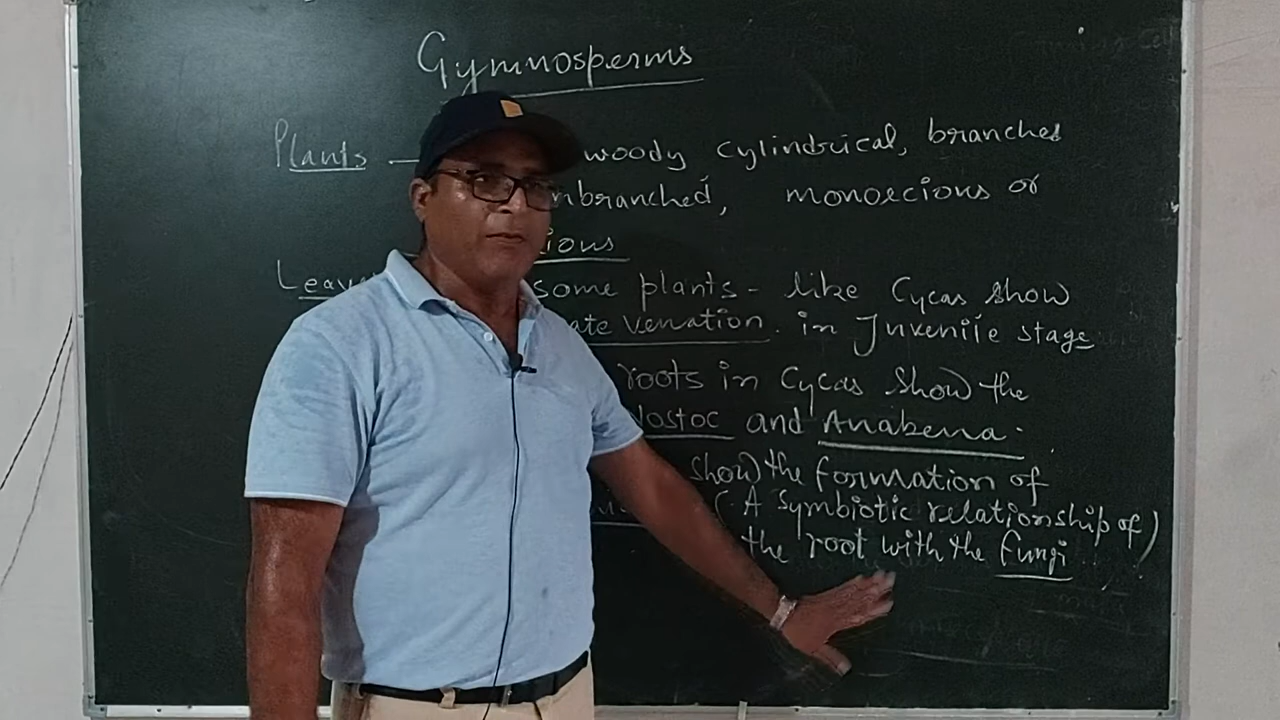 Gymnosperms
Plants — woody cylindrical, branched
nbranched, monoecious or
ious
Leav some plants - like Cycas show
ate venation. in Juvenile stage
roots in Cycas show the
Nostoc and Anabena.
show the formation of
(A symbiotic relationship of)
the root with the fungi